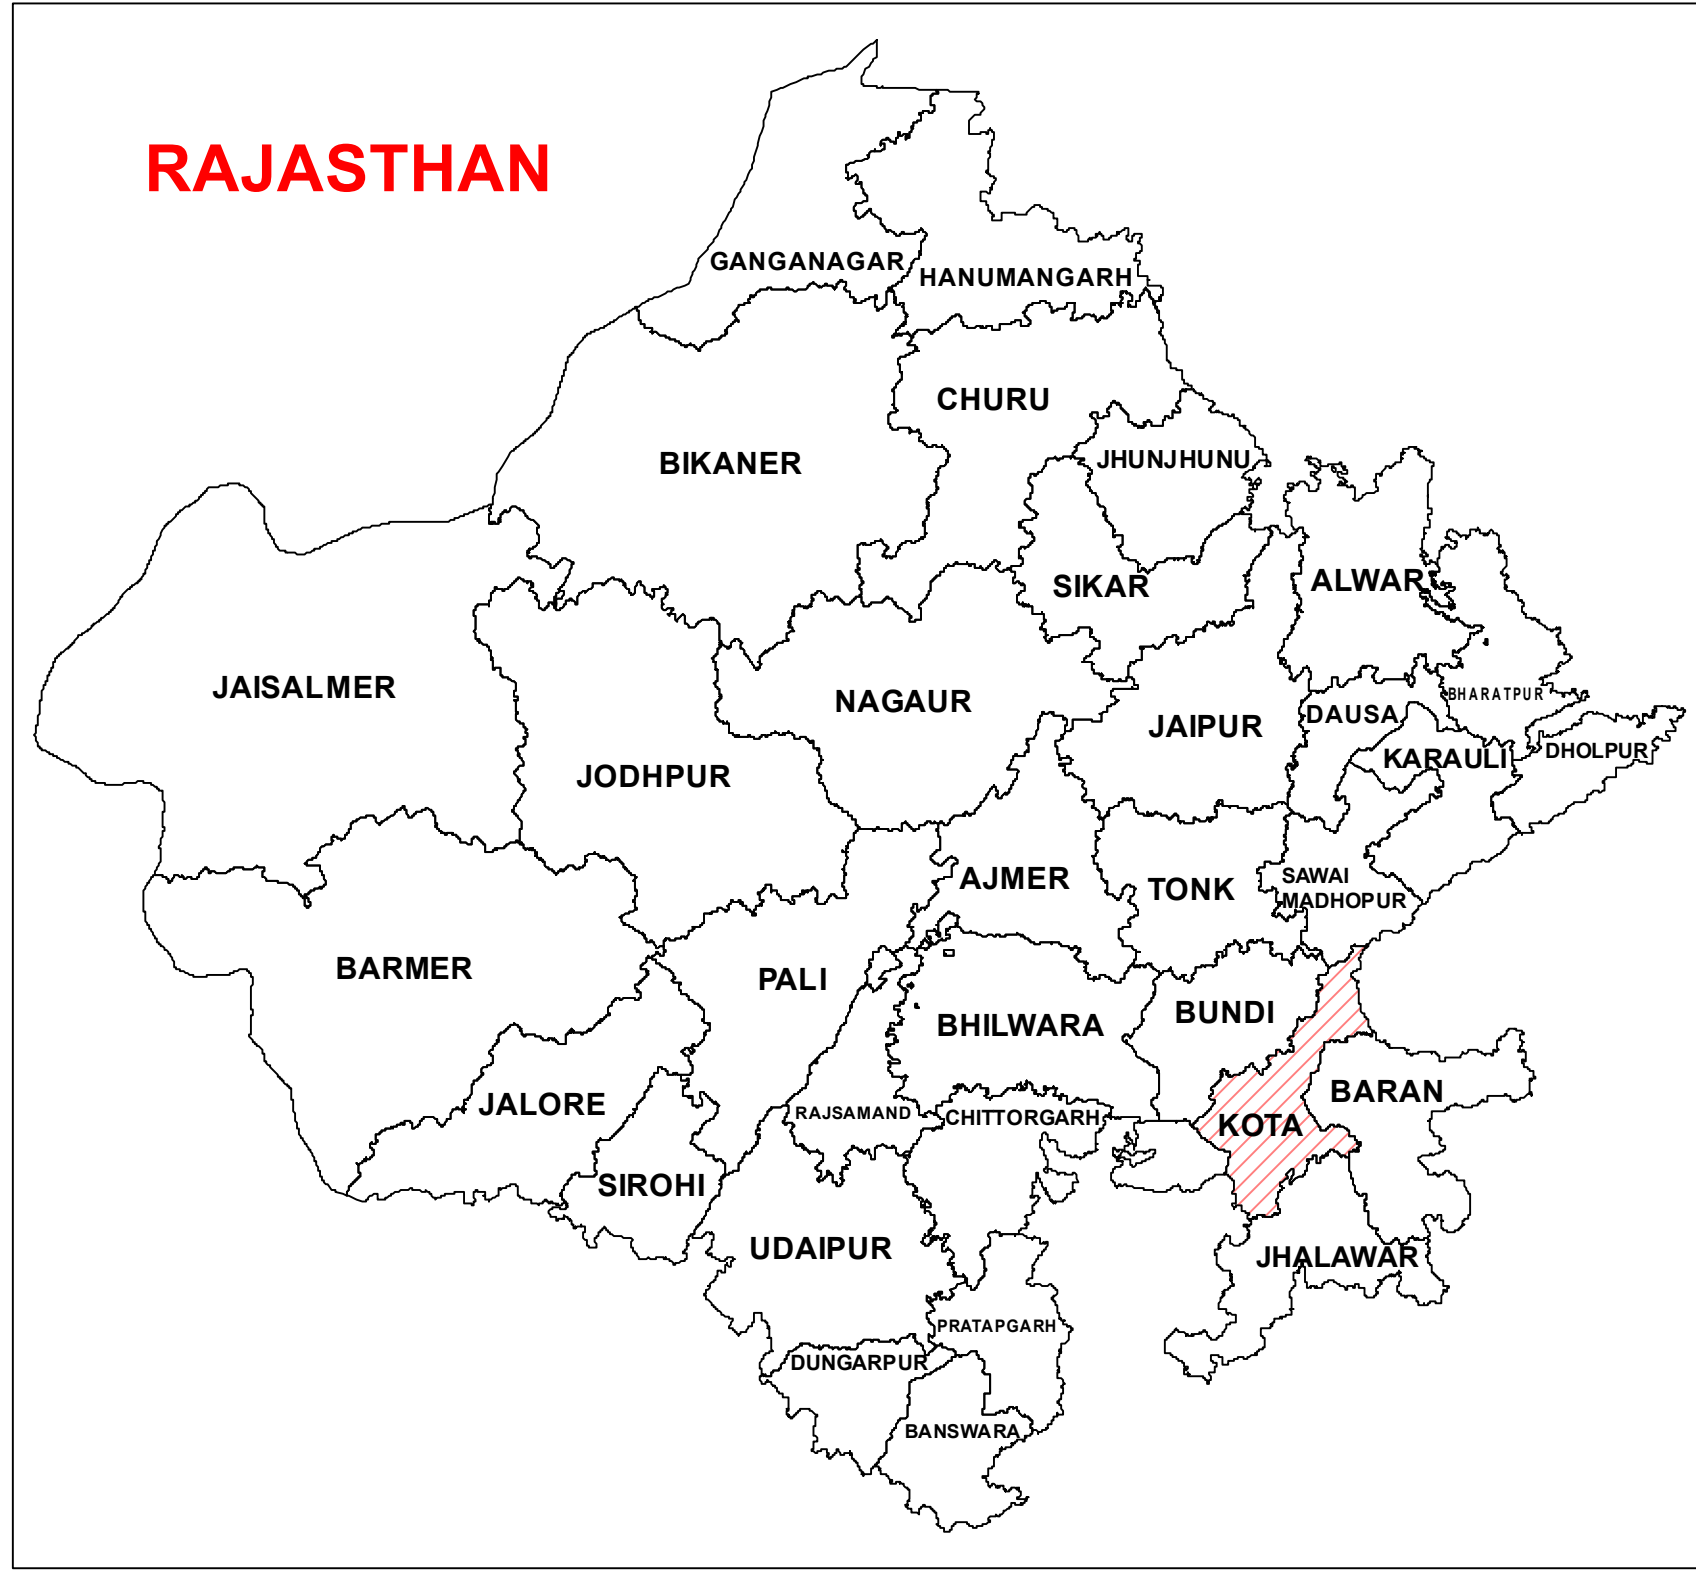 RAJASTHAN
GANGANAGAR
HANUMANGARH
CHURU
BIKANER
JHUNJHUNU
SIKAR
ALWAR
JAISALMER
NAGAUR
BHARATPUR
JAIPUR
DAUSA
KARAULI
DHOLPUR
JODHPUR
AJMER
TONK
SAWAI
MADHOPUR
BARMER
PALI
BUNDI
BHILWARA
BARAN
JALORE
RAJSAMAND
CHITTORGARH
KOTA
SIROHI
UDAIPUR
JHALAWAR
PRATAPGARH
DUNGARPUR
BANSWARA